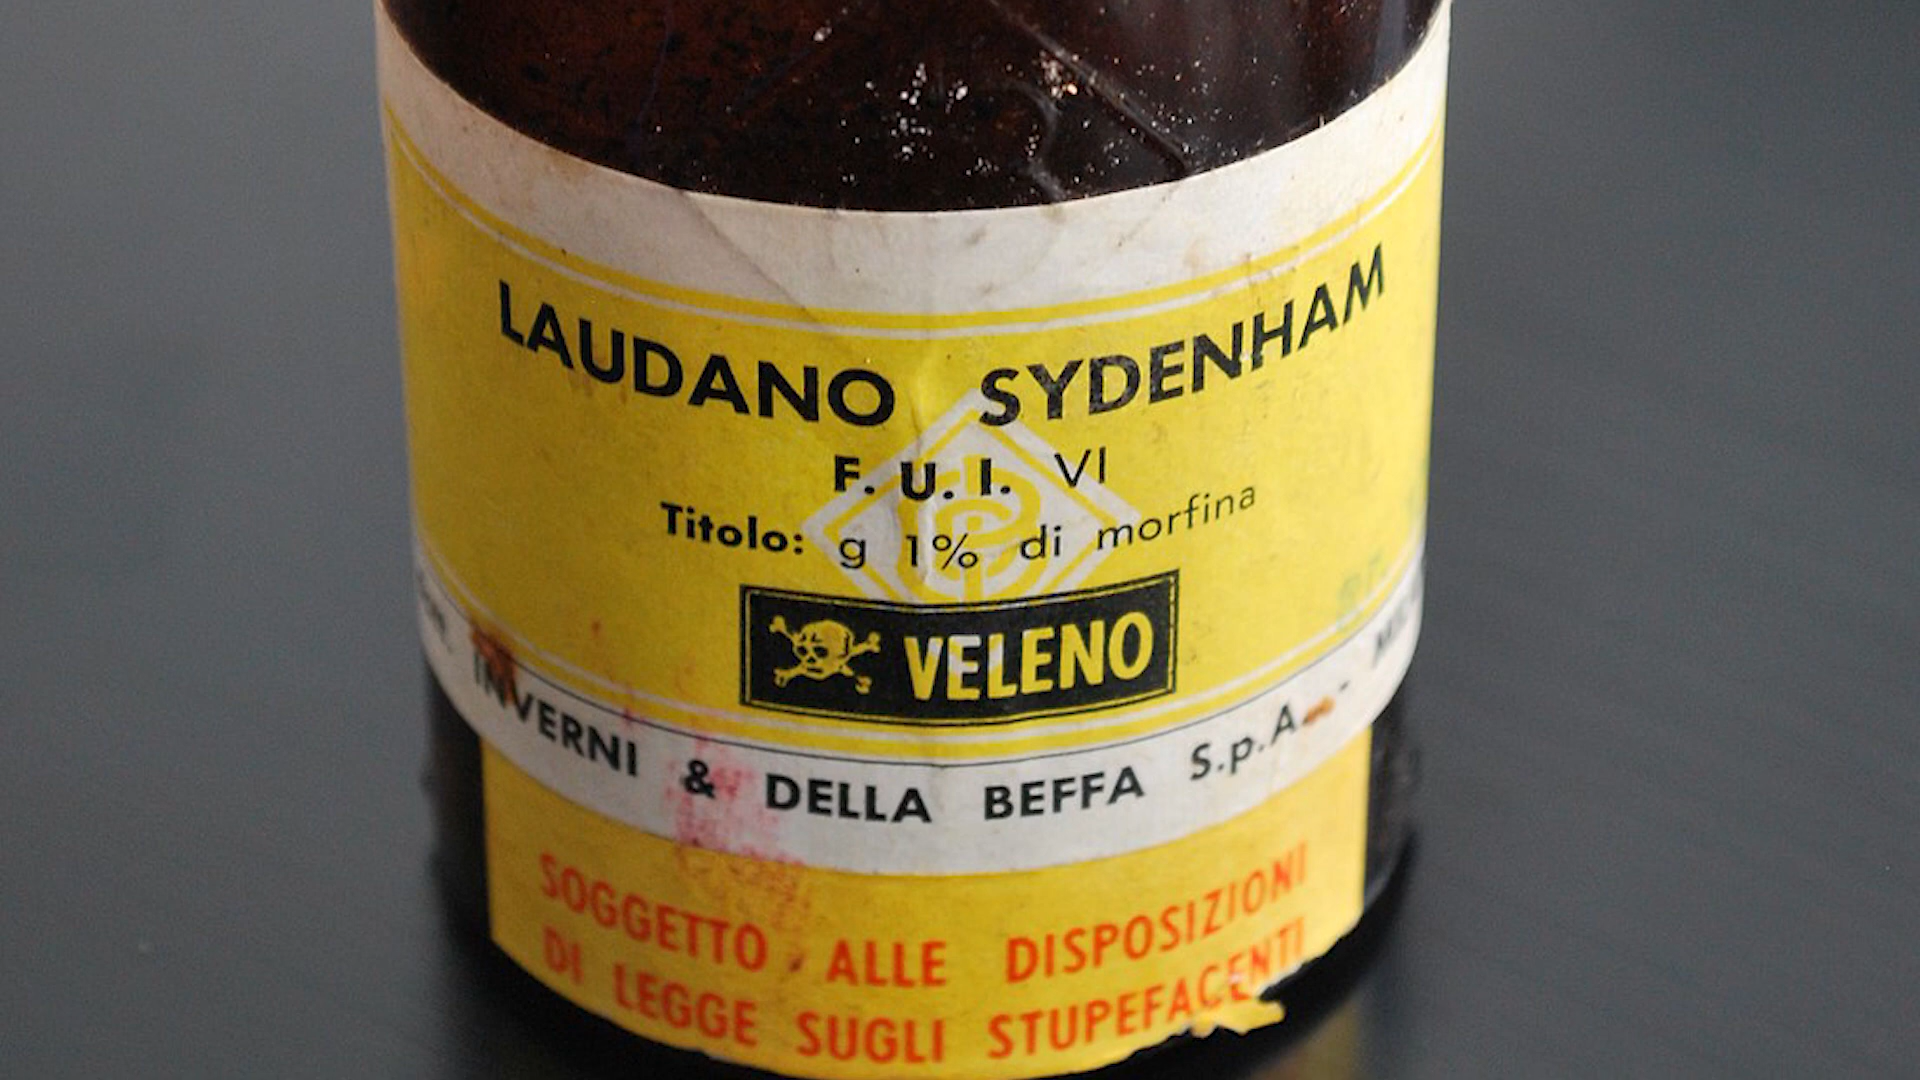 LAUDANO SYDENHAM
F. U. I. VI
Titolo: g 1% di morfina
VELENO
INVERNI & DELLA BEFFA S.p.A. -
SOGGETTO ALLE DISPOSIZIONI
DI LEGGE SUGLI STUPEFACENTI